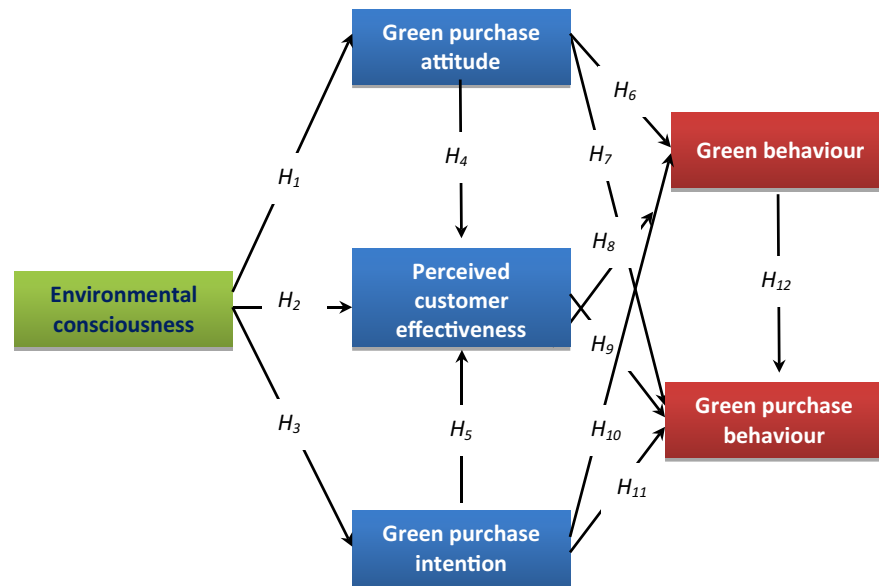 Green purchase
attitude
H6
Green behaviour
H7
H4
H1
H8
Perceived
customer
effectiveness
Environmental
consciousness
H2
H12
H9
Green purchase
behaviour
H3
H5
H10
H11
Green purchase
intention